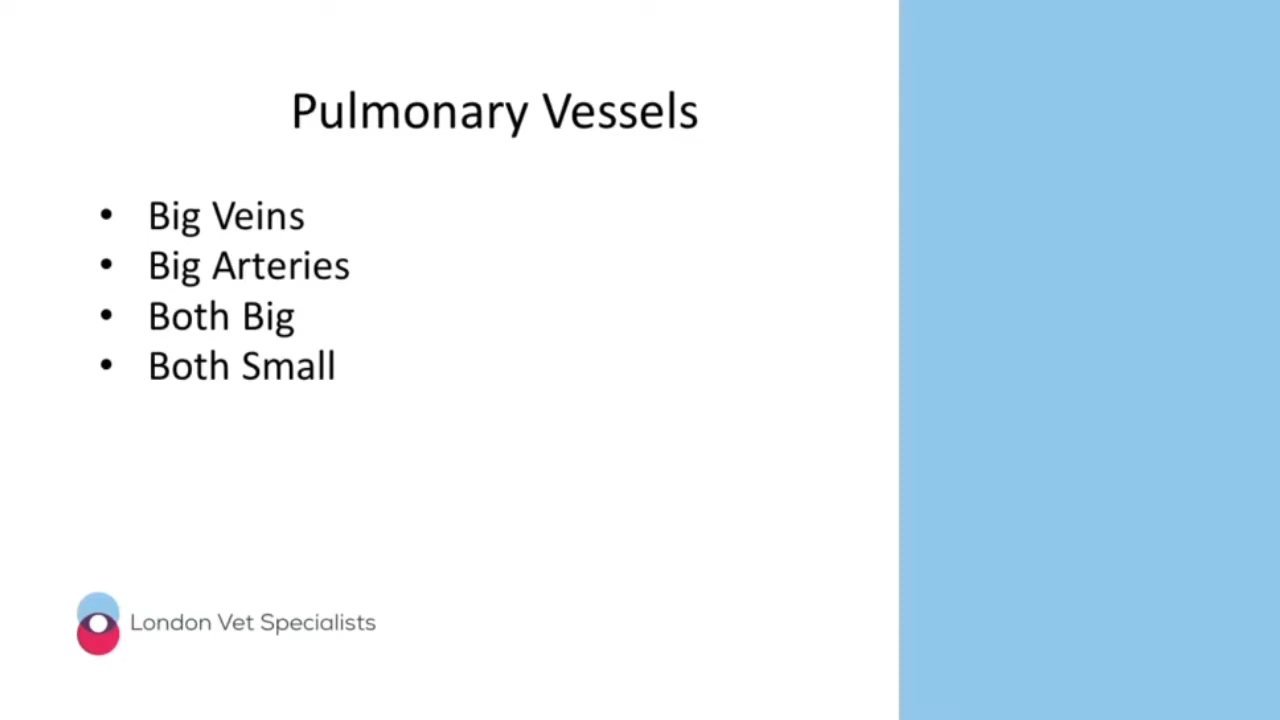 Pulmonary Vessels
• Big Veins
• Big Arteries
• Both Big
• Both Small
London Vet Specialists